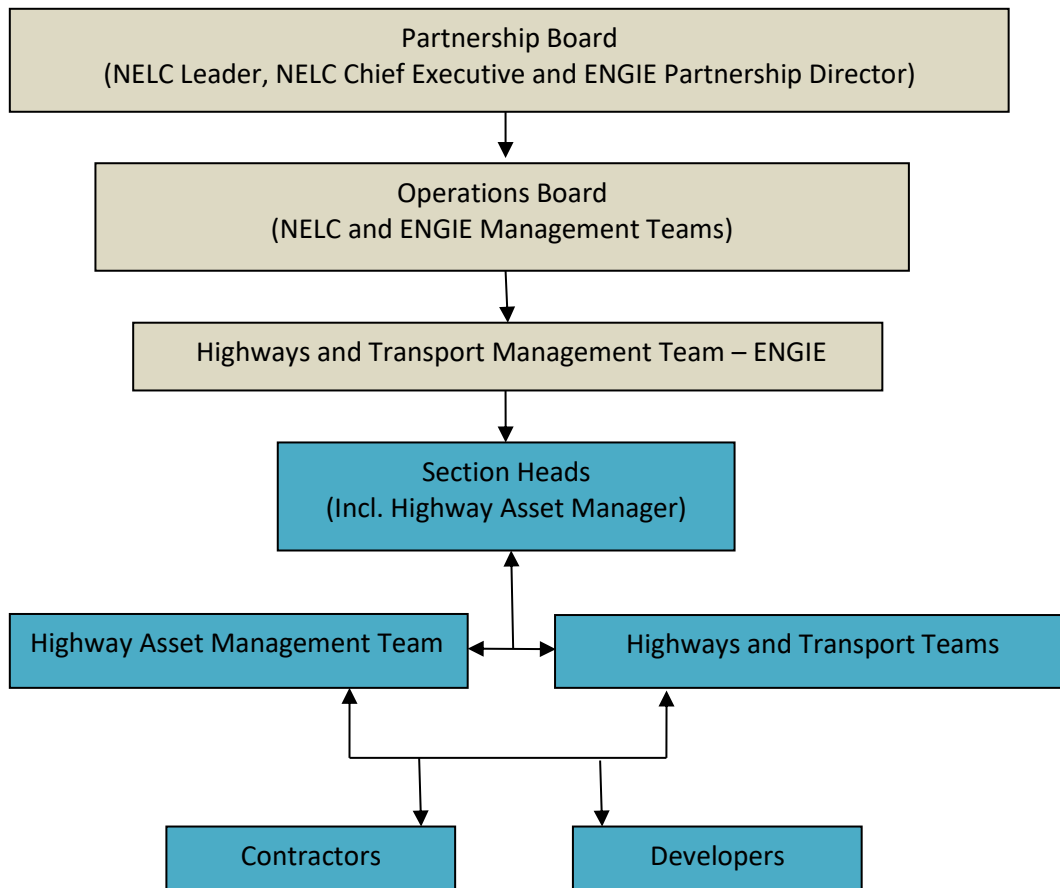 Partnership Board
(NELC Leader, NELC Chief Executive and ENGIE Partnership Director)
Operations Board
(NELC and ENGIE Management Teams)
Highways and Transport Management Team – ENGIE
Section Heads
(Incl. Highway Asset Manager)
Highway Asset Management Team
Highways and Transport Teams
Contractors
Developers